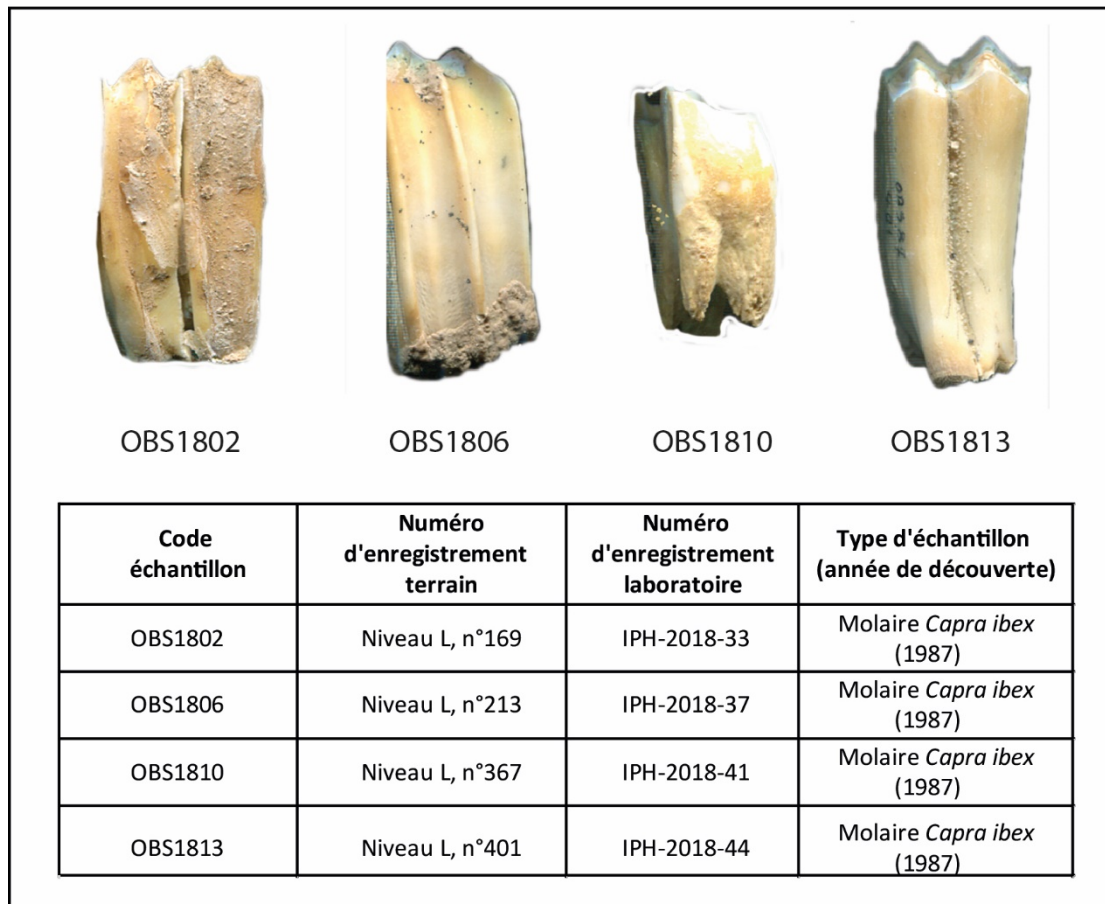 OBS1802 OBS1806 OBS1810 OBS1813
Code
échantillon
Numéro
d'enregistrement
terrain
Numéro
d'enregistrement
laboratoire
Type d'échantillon
(année de découverte)
OBS1802
Niveau L, n°169
IPH-2018-33
Molaire Capra ibex
(1987)
OBS1806
Niveau L, n°213
IPH-2018-37
Molaire Capra ibex
(1987)
OBS1810
Niveau L, n°367
IPH-2018-41
Molaire Capra ibex
(1987)
OBS1813
Niveau L, n°401
IPH-2018-44
Molaire Capra ibex
(1987)